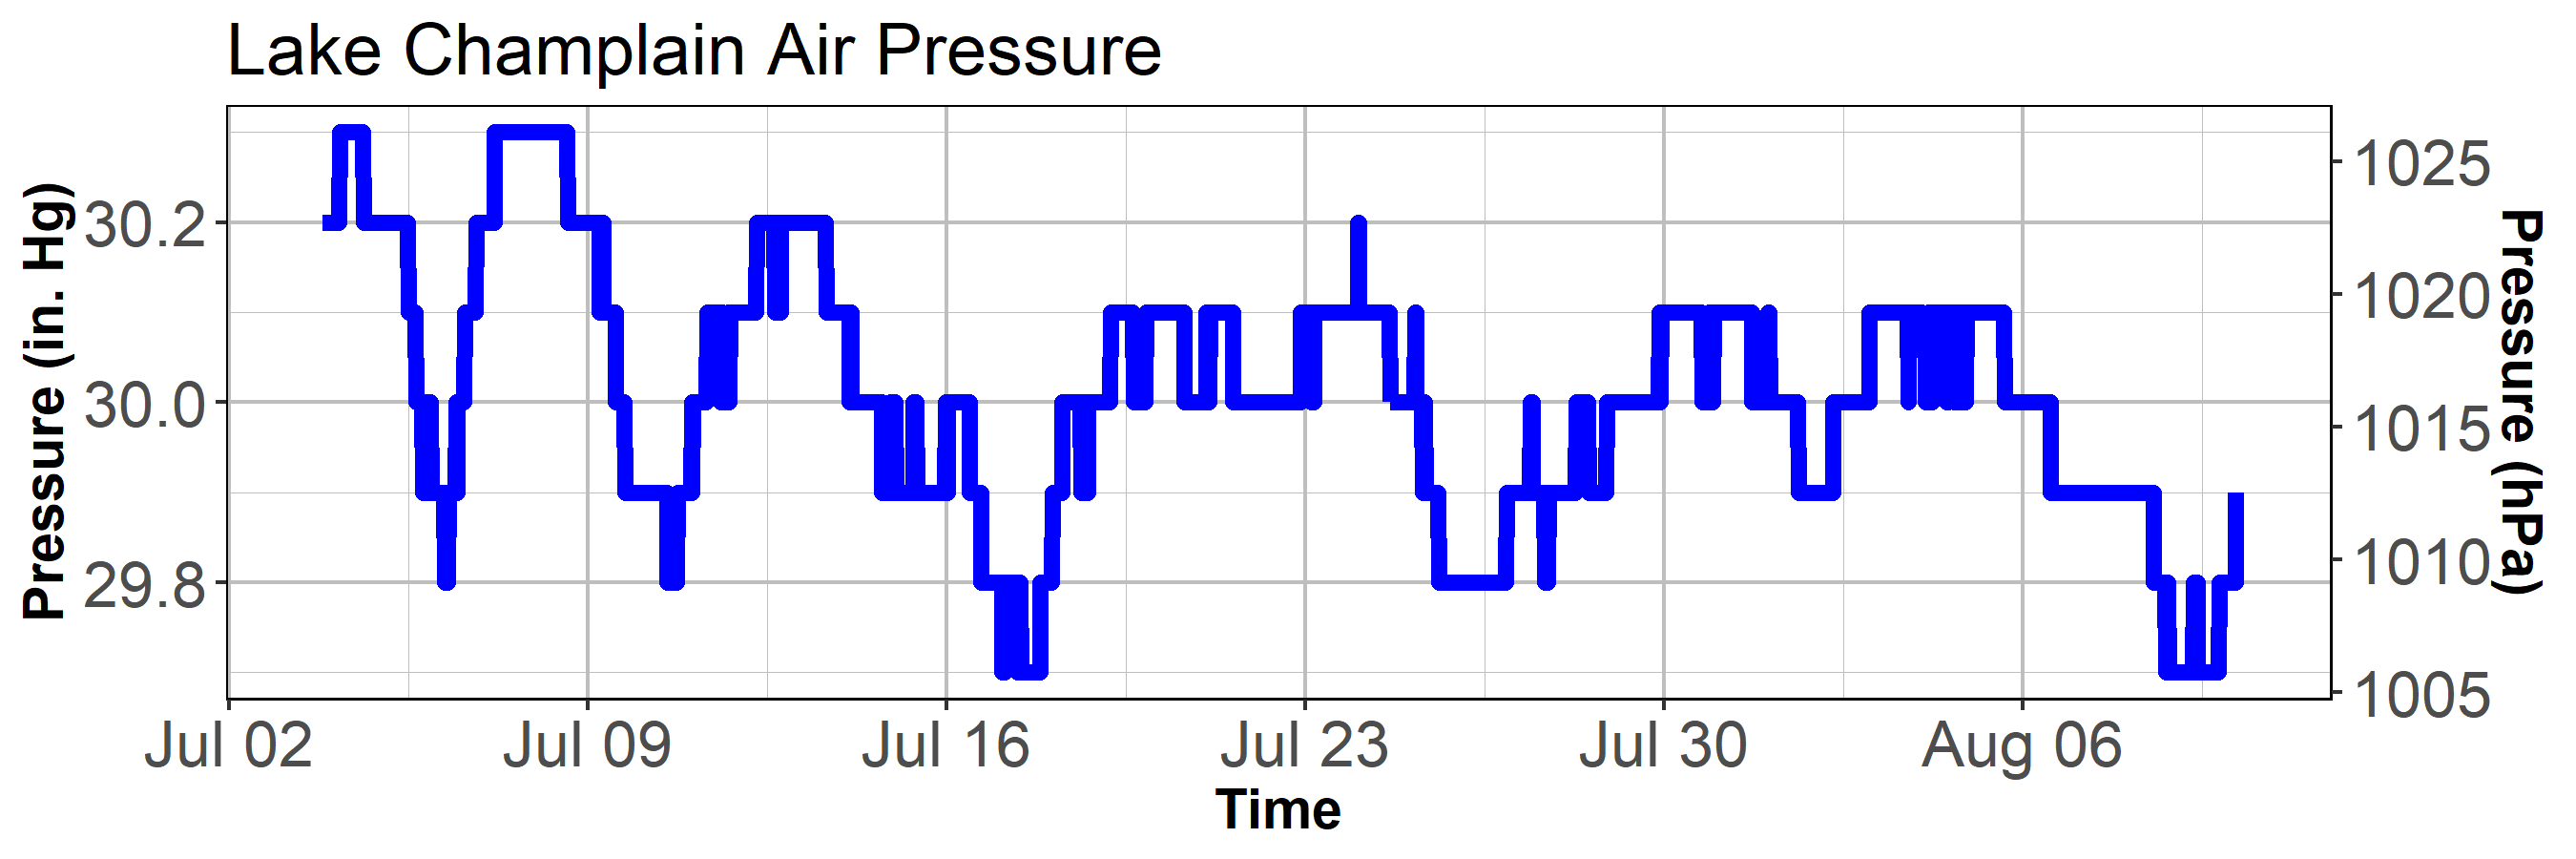 Lake Champlain Air Pressure
Pressure (in. Hg)
30.2
30.0
29.8
1025
1020
1015
1010
1005
Pressure (hPa)
Jul 02 Jul 09 Jul 16 Jul 23 Jul 30 Aug 06
Time